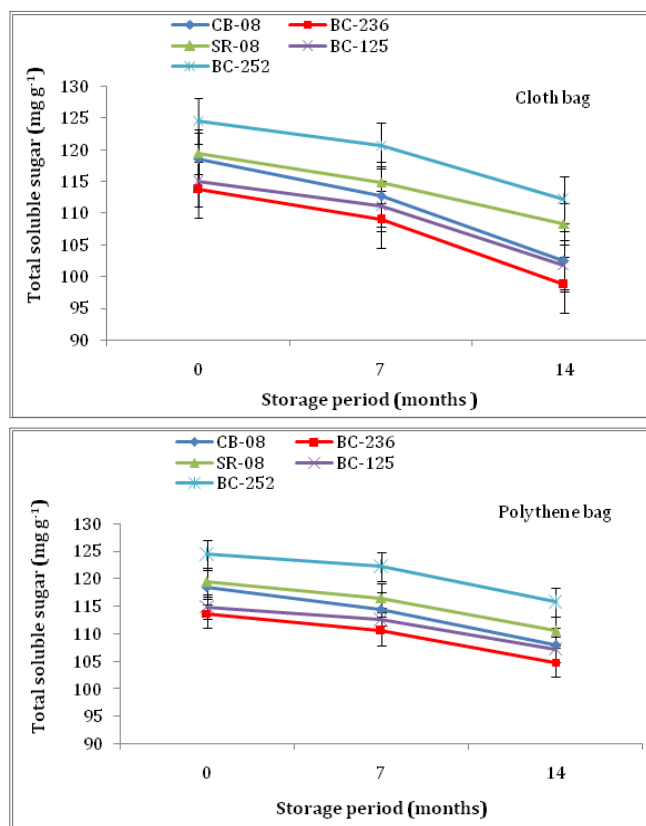 CB-08 BC-236
SR-08 BC-125
BC-252
Cloth bag
Total soluble sugar (mg g-1)
130
125
120
115
110
105
100
95
90
0 7 14
Storage period (months)
CB-08 BC-236
SR-08 BC-125
BC-252
Polythene bag
Total soluble sugar (mg g-1)
130
125
120
115
110
105
100
95
90
0 7 14
Storage period (months)